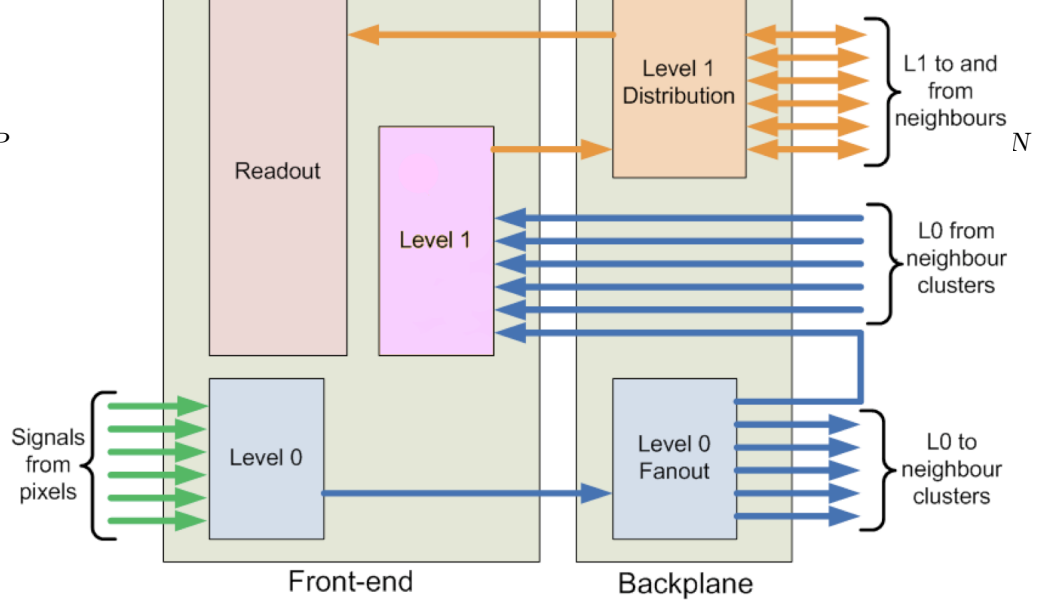 Level 1
Distribution
L1 to and
from
neighbours
N
Readout
Level 1
L0 from
neighbour
clusters
Signals
from
pixels
Level 0
Level 0
Fanout
L0 to
neighbour
clusters
Front-end
Backplane